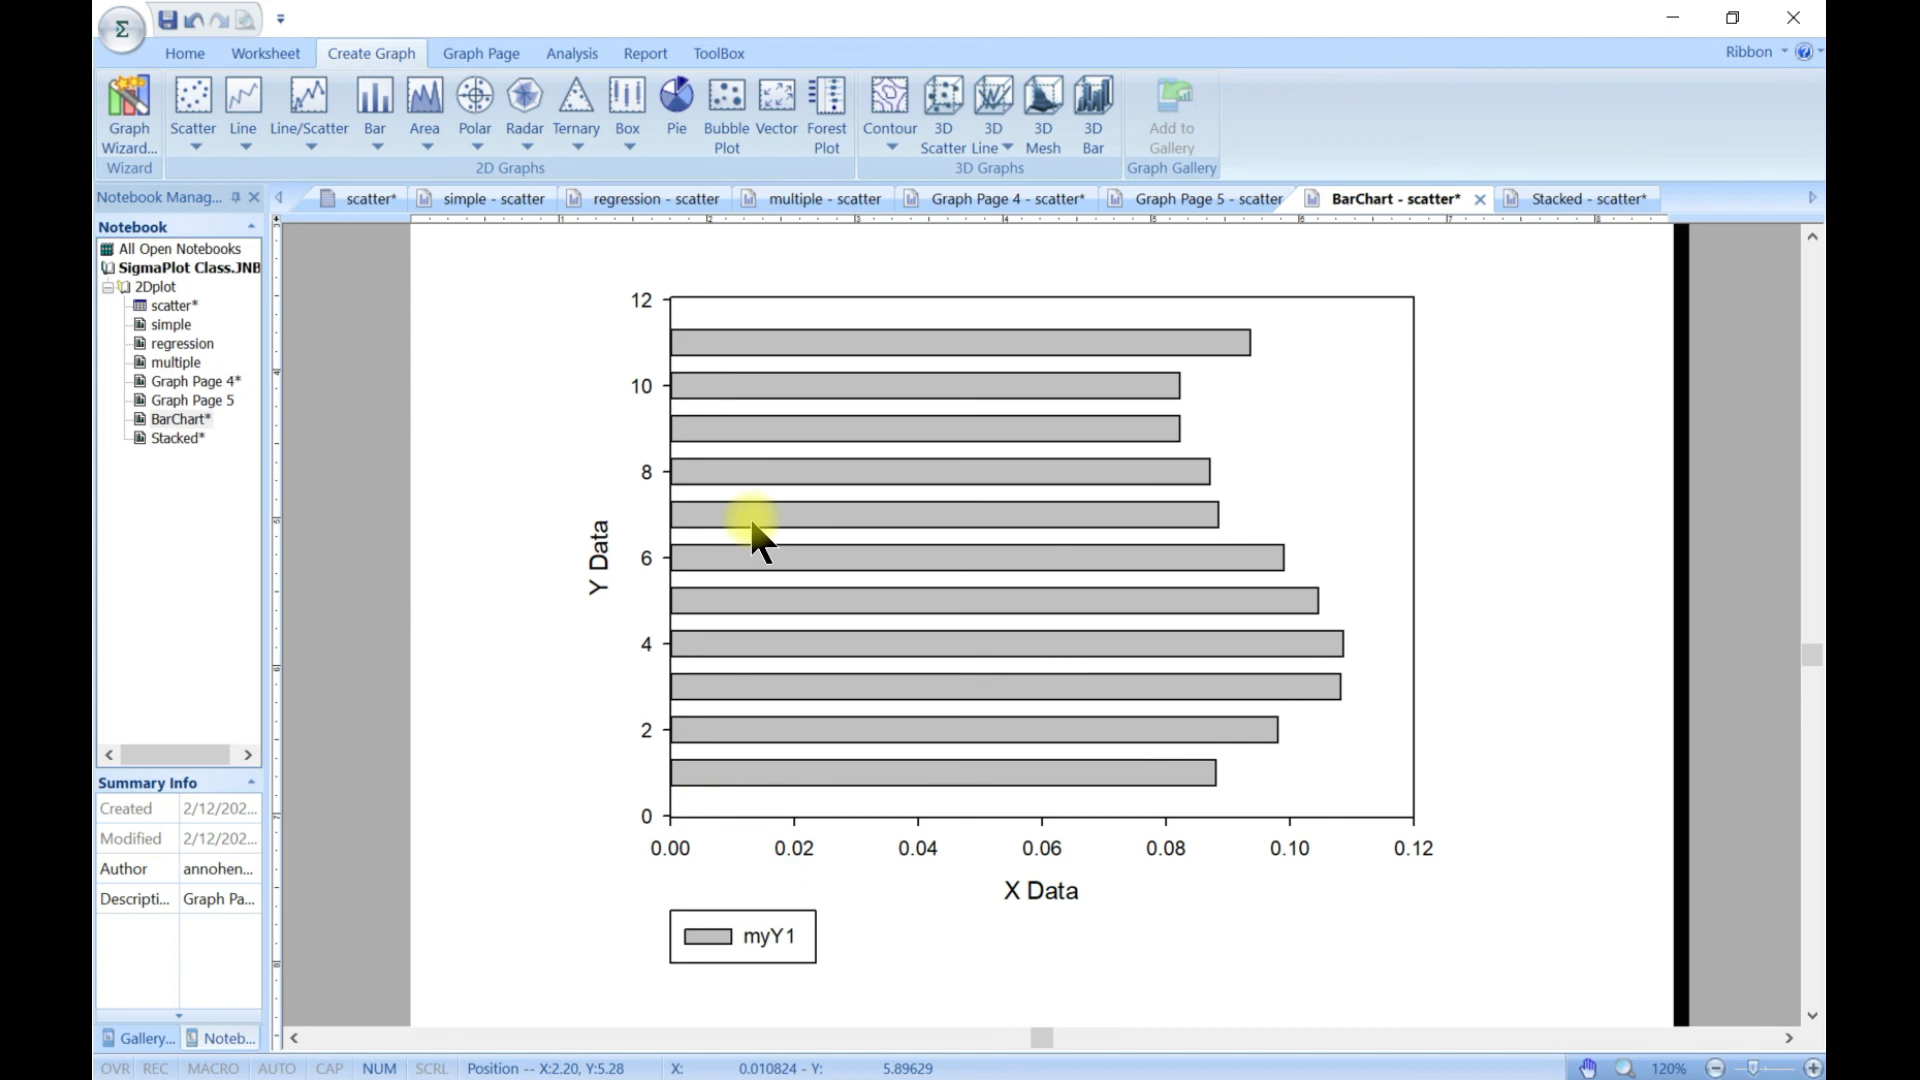 Σ
Home Worksheet Create Graph Graph Page Analysis Report ToolBox Ribbon
Graph Wizard...
Scatter Line Line/Scatter Bar Area Polar Radar Ternary Box Pie Bubble Plot Vector Forest Plot
Contour 3D Scatter 3D Line 3D Mesh 3D Bar
Add to Gallery
Wizard 2D Graphs 3D Graphs Graph Gallery
Notebook Manag...
scatter* simple - scatter regression - scatter multiple - scatter Graph Page 4 - scatter* Graph Page 5 - scatter BarChart - scatter* Stacked - scatter*
Notebook
All Open Notebooks
SigmaPlot Class.JNB
2Dplot
scatter*
simple
regression
multiple
Graph Page 4*
Graph Page 5
BarChart*
Stacked*
Summary Info
Created 2/12/202...
Modified 2/12/202...
Author annohen...
Descripti... Graph Pa...
Gallery... Noteb...
12
10
8
6
4
2
0
Y Data
0.00 0.02 0.04 0.06 0.08 0.10 0.12
X Data
myY1
OVR REC MACRO AUTO CAP NUM SCRL Position -- X:2.20, Y:5.28 X: 0.010824 - Y: 5.89629 120%